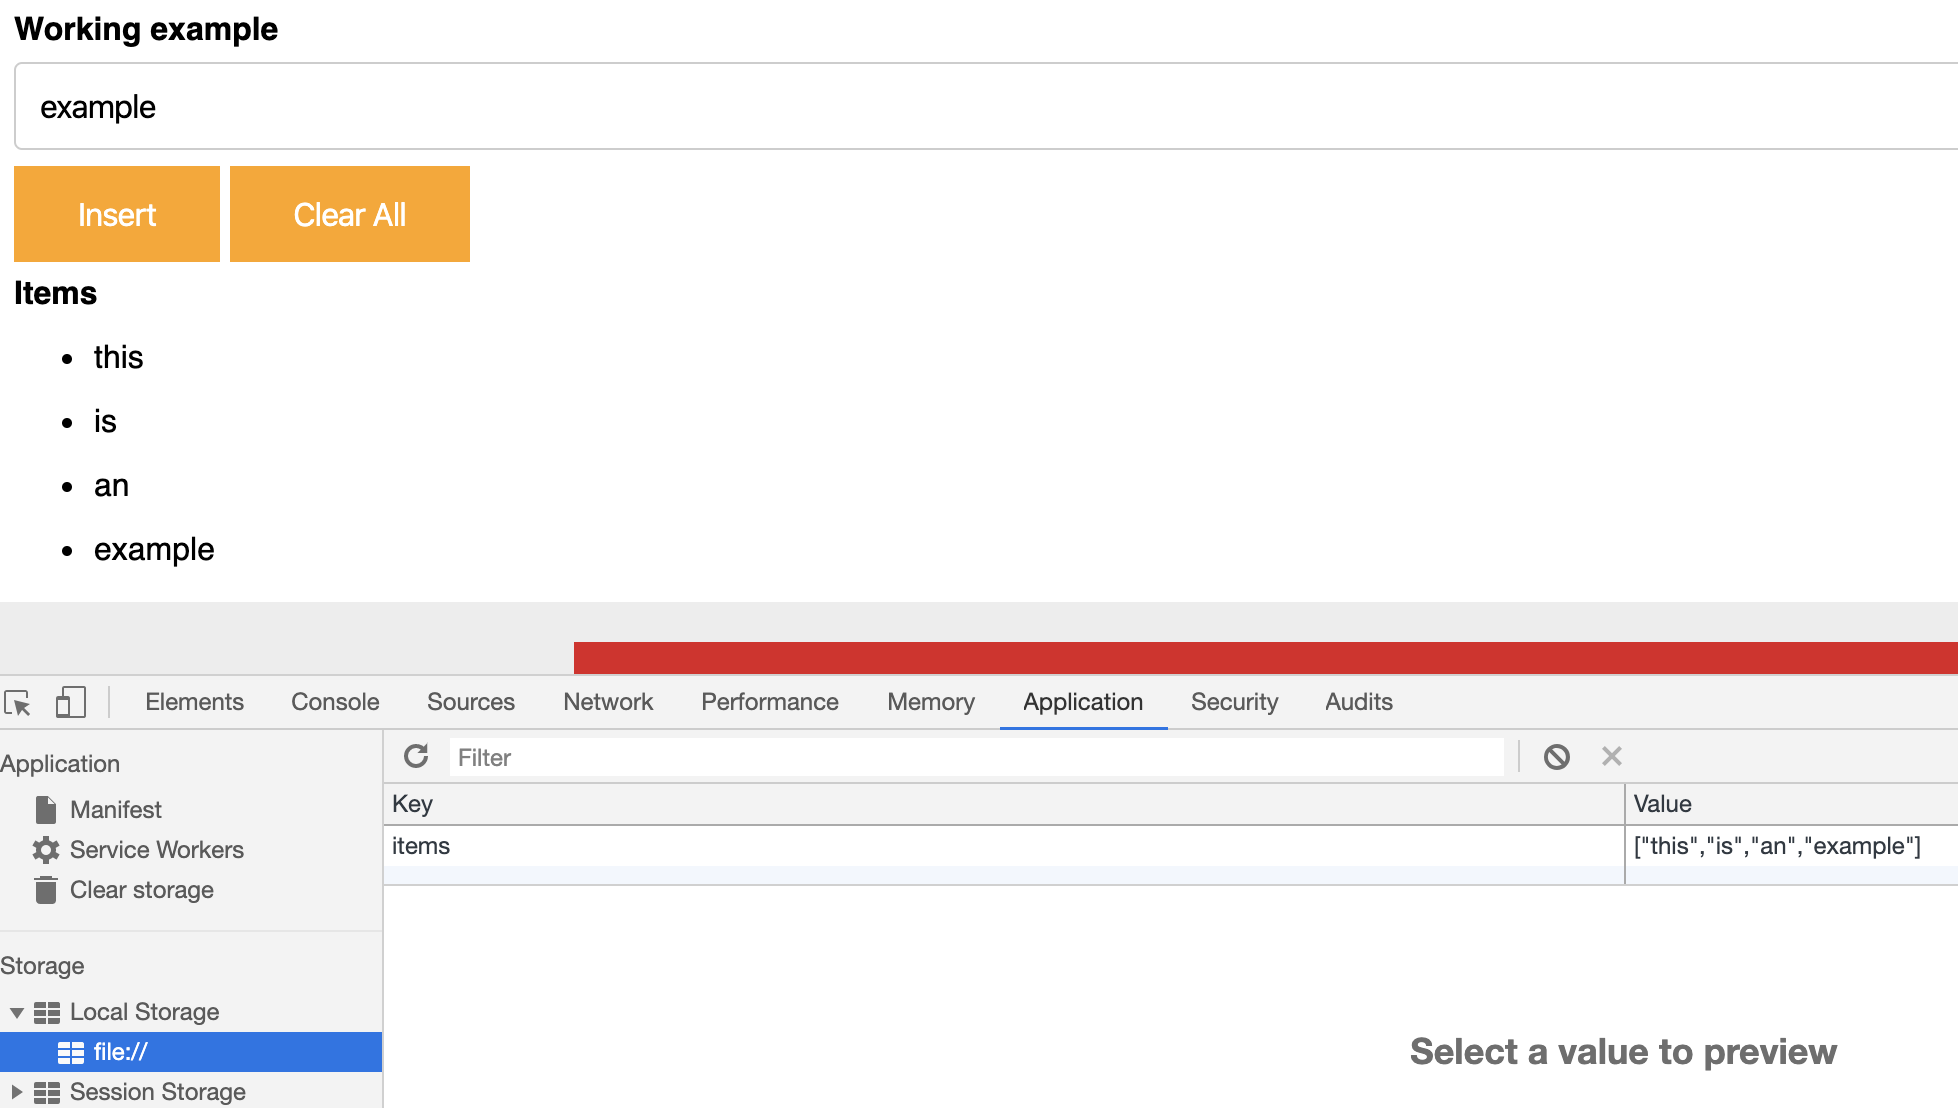 Working example
example
Insert Clear All
Items
this
is
an
example
Elements Console Sources Network Performance Memory Application Security Audits
Application
Filter
Key Value
Manifest
items ["this","is","an","example"]
Service Workers
Clear storage
Storage
Local Storage
file://
Select a value to preview
Session Storage